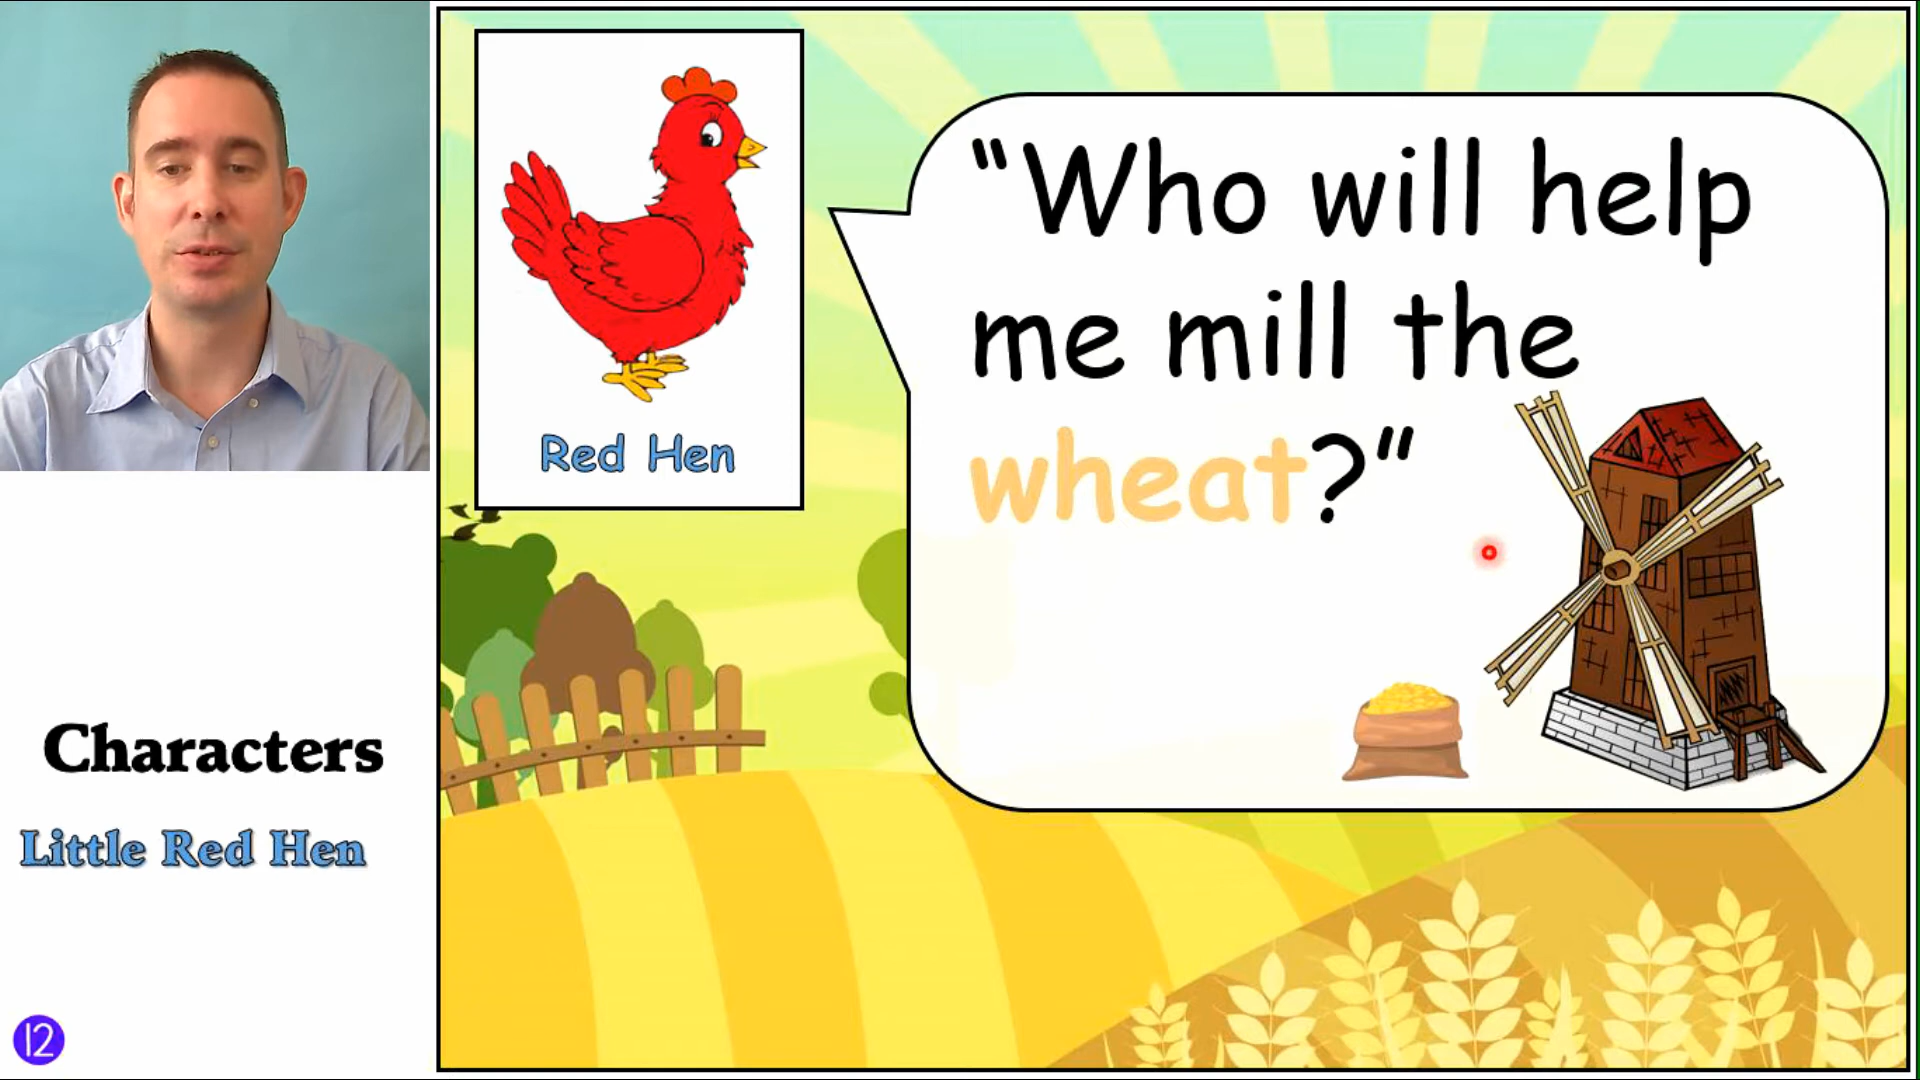 Red Hen
“Who will help
me mill the
wheat?”
Characters
Little Red Hen
12